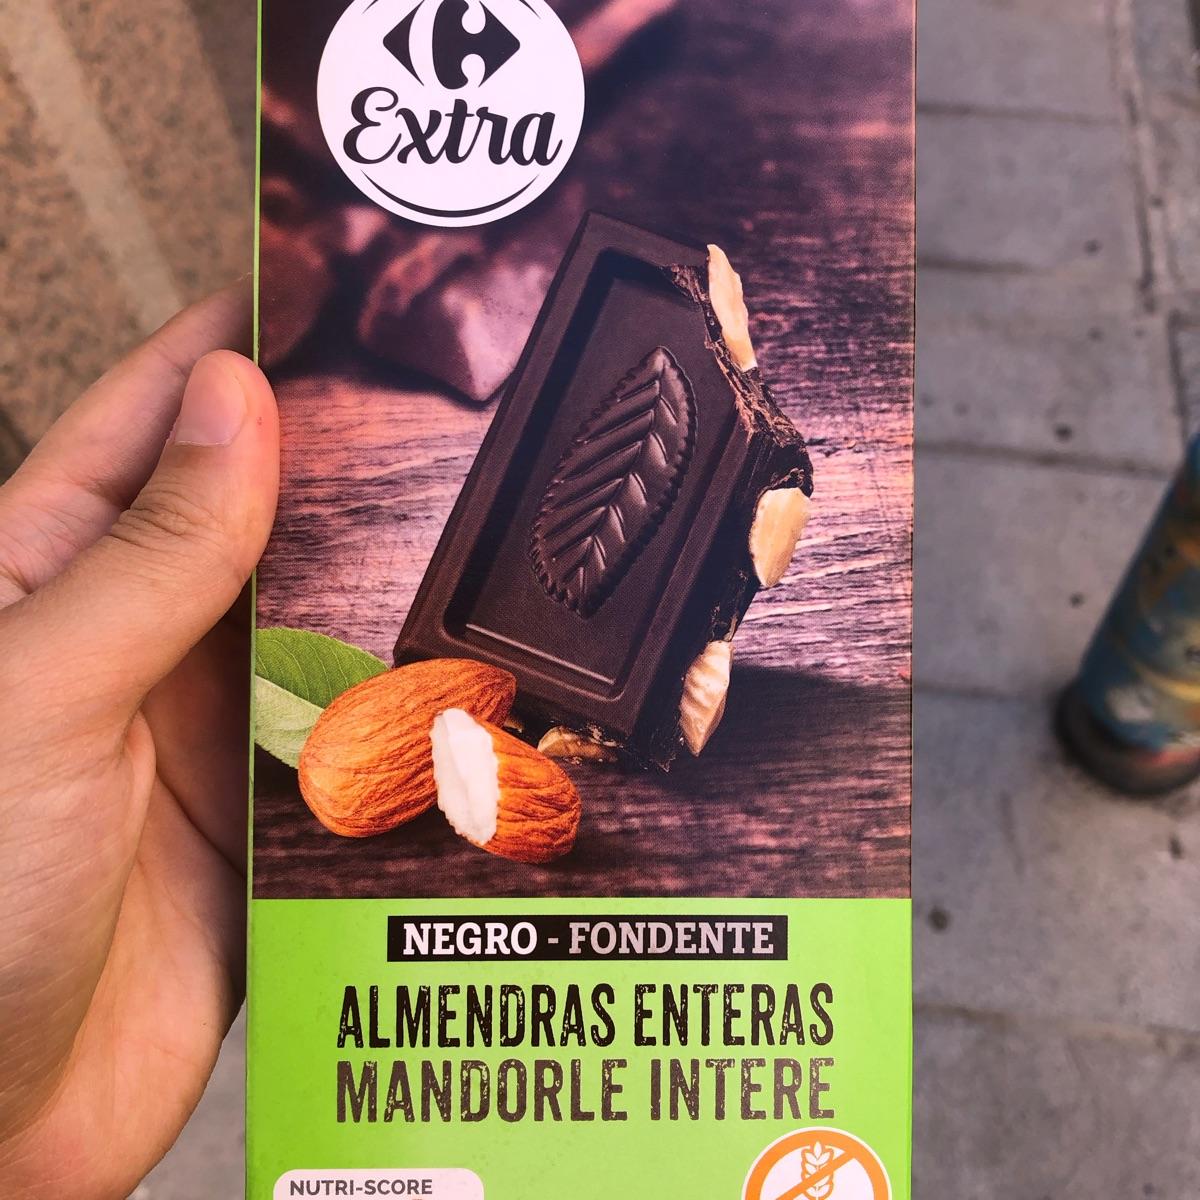 Extra
NEGRO - FONDENTE
ALMENDRAS ENTERAS
MANDORLE INTERE
NUTRI-SCORE